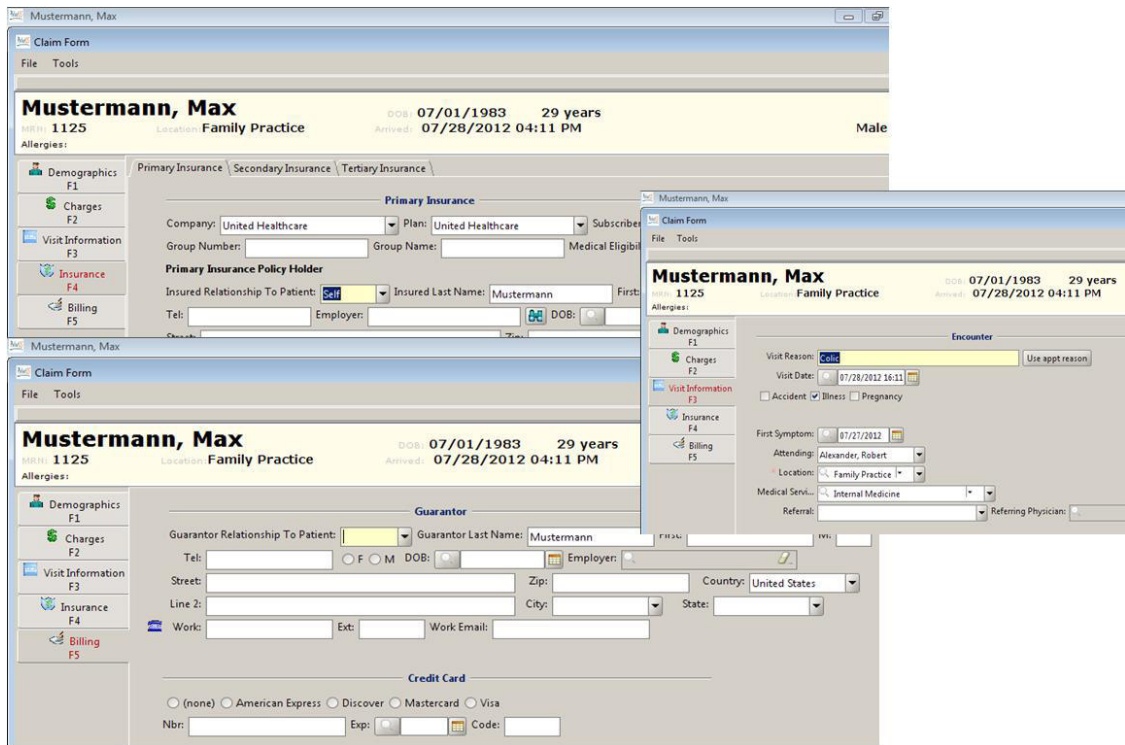 Mustermann, Max
Claim Form
File Tools
Mustermann, Max
DOB: 07/01/1983 29 years
MRN: 1125 Location: Family Practice Arrived: 07/28/2012 04:11 PM Male
Allergies:
Demographics
F1
Charges
F2
Visit Information
F3
Insurance
F4
Billing
F5
Primary Insurance Secondary Insurance Tertiary Insurance
Primary Insurance
Company: United Healthcare Plan: United Healthcare Subscriber
Group Number: Group Name: Medical Eligibil
Primary Insurance Policy Holder
Insured Relationship To Patient: Self Insured Last Name: Mustermann First:
Tel: Employer: DOB:
Street: Zip:
Mustermann, Max
Claim Form
File Tools
Mustermann, Max
DOB: 07/01/1983 29 years
MRN: 1125 Location: Family Practice Arrived: 07/28/2012 04:11 PM
Allergies:
Demographics
F1
Charges
F2
Visit Information
F3
Insurance
F4
Billing
F5
Encounter
Visit Reason: Colic Use appt reason
Visit Date: 07/28/2012 16:11
Accident Illness Pregnancy
First Symptom: 07/27/2012
Attending: Alexander, Robert
* Location: Family Practice *
Medical Servi... Internal Medicine *
Referral: Referring Physician:
Mustermann, Max
Claim Form
File Tools
Mustermann, Max
DOB: 07/01/1983 29 years
MRN: 1125 Location: Family Practice Arrived: 07/28/2012 04:11 PM
Allergies:
Demographics
F1
Charges
F2
Visit Information
F3
Insurance
F4
Billing
F5
Guarantor
Guarantor Relationship To Patient: Guarantor Last Name: Mustermann First: M:
Tel: F M DOB: Employer:
Street: Zip: Country: United States
Line 2: City: State:
Work: Ext: Work Email:
Credit Card
(none) American Express Discover Mastercard Visa
Nbr: Exp: Code: